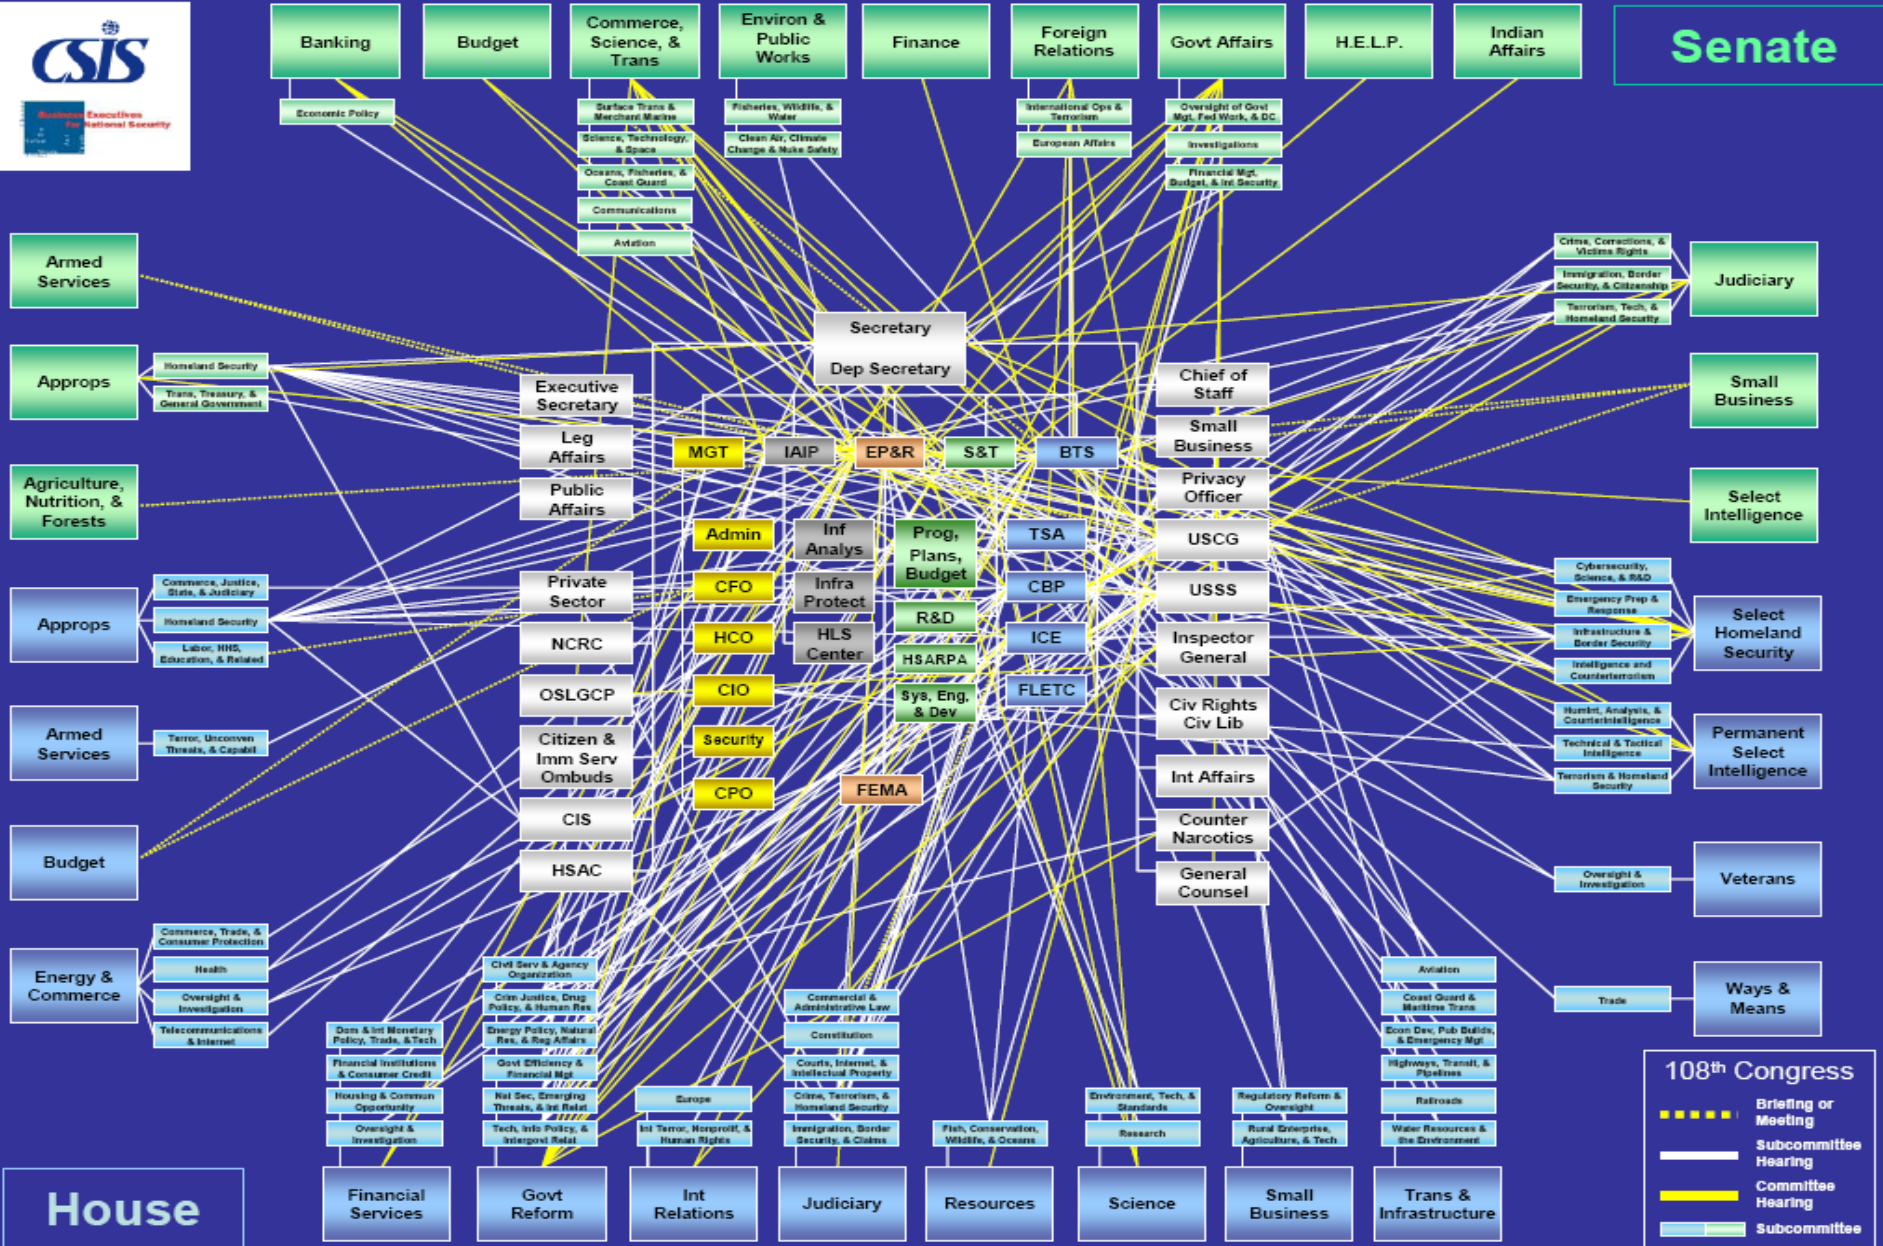 CSIS
Business Executives
for National Security
Banking
Budget
Commerce,
Science, &
Trans
Environ &
Public
Works
Finance
Foreign
Relations
Govt Affairs
H.E.L.P.
Indian
Affairs
Senate
Economic Policy
Surface Trans &
Merchant Marine
Science, Technology,
& Space
Oceans, Fisheries, &
Coast Guard
Communications
Aviation
Fisheries, Wildlife, &
Water
Clean Air, Climate
Change & Nuke Safety
International Ops &
Terrorism
European Affairs
Oversight of Govt
Mgt, Fed Work, & DC
Investigations
Financial Mgt,
Budget, & Int Security
Armed
Services
Approps
Homeland Security
Trans, Treasury, &
General Government
Agriculture,
Nutrition, &
Forests
Approps
Commerce, Justice,
State, & Judiciary
Homeland Security
Labor, HHS,
Education, & Related
Armed
Services
Terror, Unconven
Threats, & Capabil
Budget
Energy &
Commerce
Commerce, Trade, &
Consumer Protection
Health
Oversight &
Investigation
Telecommunications
& Internet
Secretary
Dep Secretary
Executive
Secretary
Leg
Affairs
Public
Affairs
Private
Sector
NCRC
OSLGCP
Citizen &
Imm Serv
Ombuds
CIS
HSAC
MGT
IAIP
EP&R
S&T
BTS
Admin
CFO
HCO
CIO
Security
CPO
Inf
Analys
Infra
Protect
HLS
Center
Prog,
Plans,
Budget
R&D
HSARPA
Sys, Eng,
& Dev
TSA
CBP
ICE
FLETC
FEMA
Chief of
Staff
Small
Business
Privacy
Officer
USCG
USSS
Inspector
General
Civ Rights
Civ Lib
Int Affairs
Counter
Narcotics
General
Counsel
Crime, Corrections, &
Victims Rights
Immigration, Border
Security, & Citizenship
Terrorism, Tech, &
Homeland Security
Judiciary
Small
Business
Select
Intelligence
Cybersecurity,
Science, & R&D
Emergency Prep &
Response
Infrastructure &
Border Security
Intelligence and
Counterterrorism
Select
Homeland
Security
Humint, Analysis, &
Counterintelligence
Technical & Tactical
Intelligence
Terrorism & Homeland
Security
Permanent
Select
Intelligence
Oversight &
Investigation
Veterans
Trade
Ways &
Means
Dom & Int Monetary
Policy, Trade, & Tech
Financial Institutions
& Consumer Credit
Housing & Commun
Opportunity
Oversight &
Investigation
Financial
Services
Civil Serv & Agency
Organization
Crim Justice, Drug
Policy, & Human Res
Energy Policy, Natural
Res, & Reg Affairs
Govt Efficiency &
Financial Mgt
Nat Sec, Emerging
Threats, & Int Relat
Tech, Info Policy, &
Intergovt Relat
Govt
Reform
Europe
Int Terror, Nonprolif, &
Human Rights
Int
Relations
Commercial &
Administrative Law
Constitution
Courts, Internet, &
Intellectual Property
Crime, Terrorism, &
Homeland Security
Immigration, Border
Security, & Claims
Judiciary
Fish, Conservation,
Wildlife, & Oceans
Resources
Environment, Tech, &
Standards
Research
Science
Regulatory Reform &
Oversight
Rural Enterprise,
Agriculture, & Tech
Small
Business
Aviation
Coast Guard &
Maritime Trans
Econ Dev, Pub Builds,
& Emergency Mgt
Highways, Transit, &
Pipelines
Railroads
Water Resources &
the Environment
Trans &
Infrastructure
House
108th Congress
Briefing or
Meeting
Subcommittee
Hearing
Committee
Hearing
Subcommittee